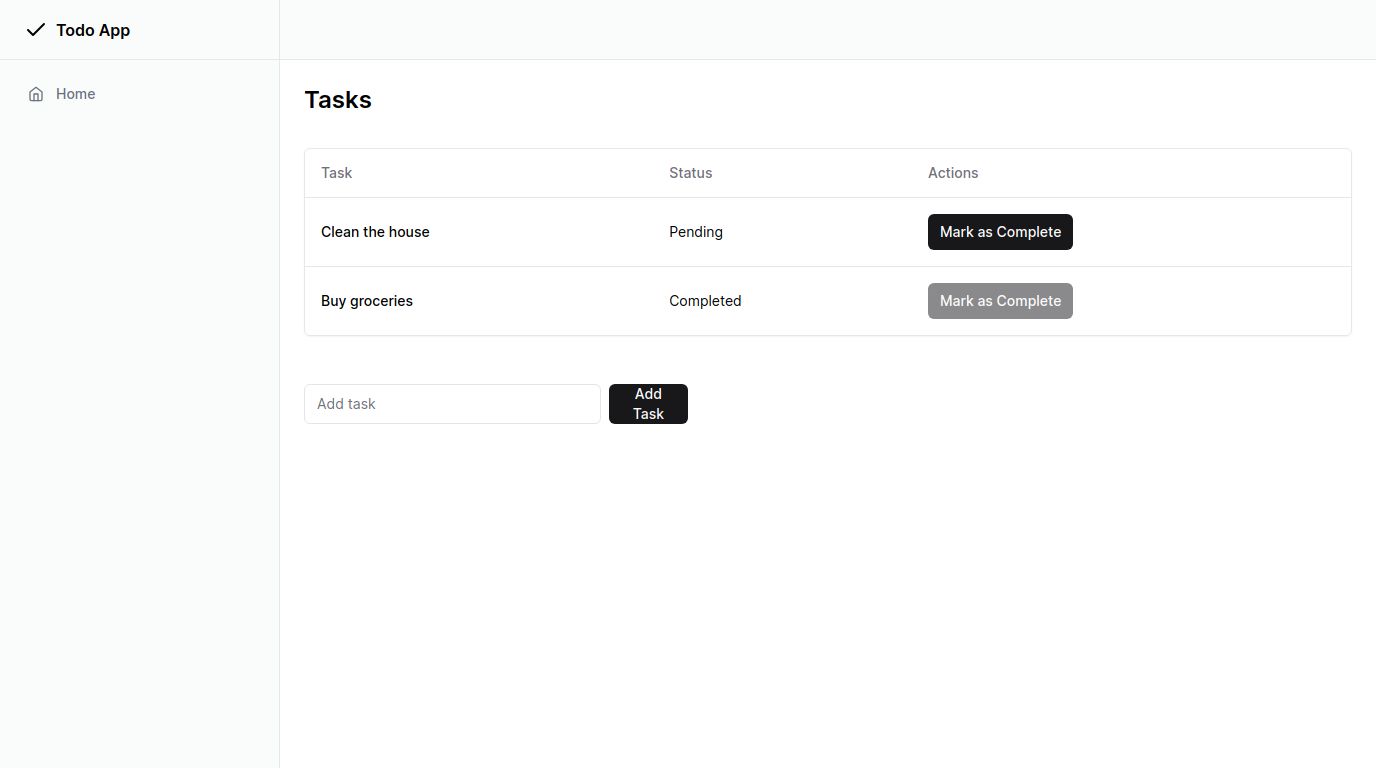 Todo App
Home
Tasks
Task Status Actions
Clean the house Pending Mark as Complete
Buy groceries Completed Mark as Complete
Add task
Add
Task